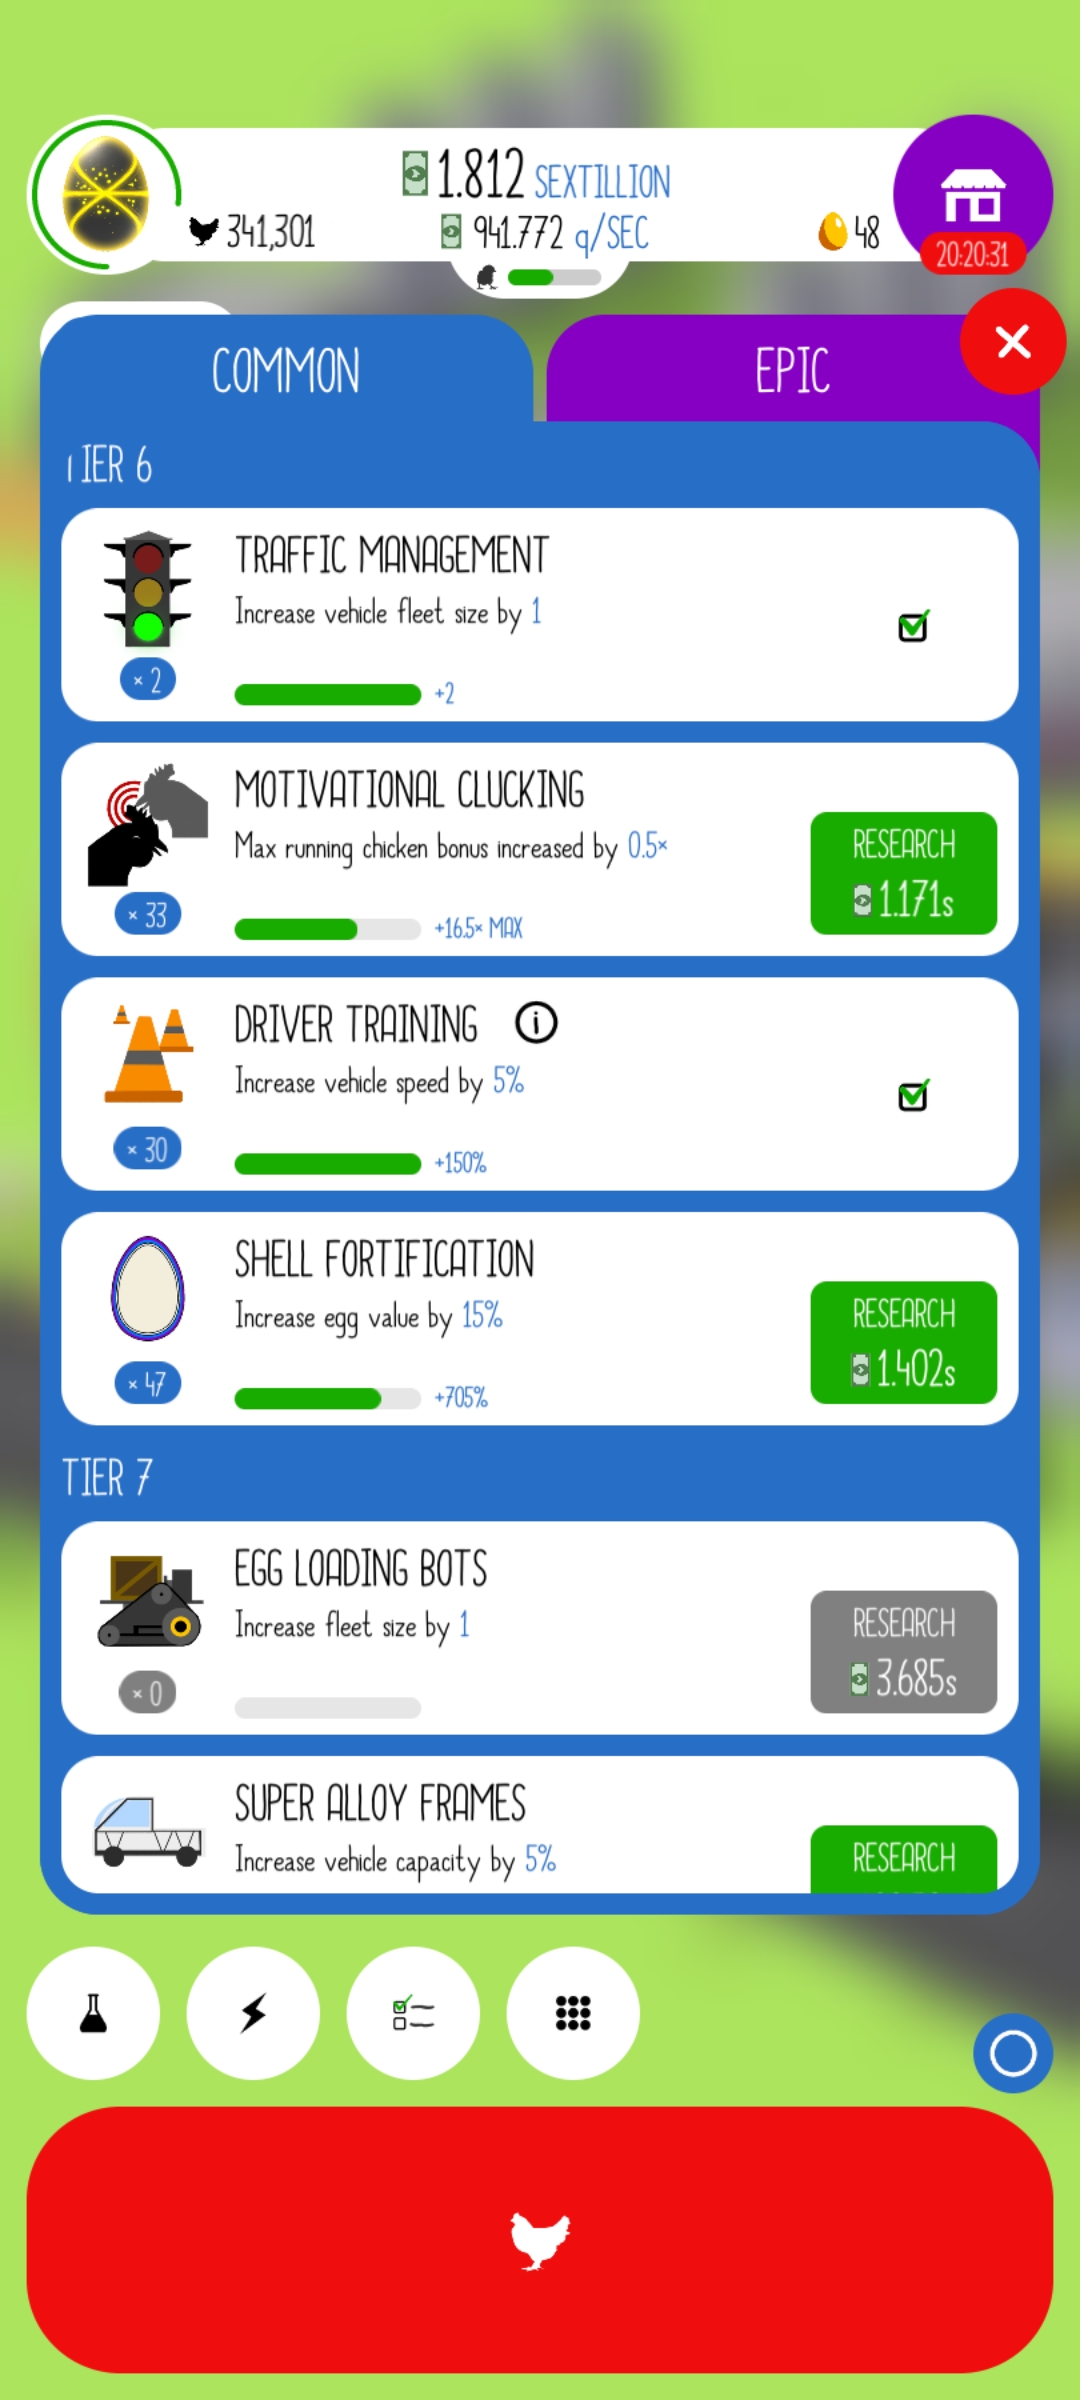 1.812 SEXTILLION
341,301
941.772 q/SEC
48
20:20:31
COMMON
EPIC
TIER 6
TRAFFIC MANAGEMENT
Increase vehicle fleet size by 1
× 2
+2
MOTIVATIONAL CLUCKING
Max running chicken bonus increased by 0.5×
RESEARCH
1.171s
× 33
+16.5× MAX
DRIVER TRAINING
Increase vehicle speed by 5%
× 30
+150%
SHELL FORTIFICATION
Increase egg value by 15%
RESEARCH
1.402s
× 47
+705%
TIER 7
EGG LOADING BOTS
Increase fleet size by 1
RESEARCH
3.685s
× 0
SUPER ALLOY FRAMES
Increase vehicle capacity by 5%
RESEARCH